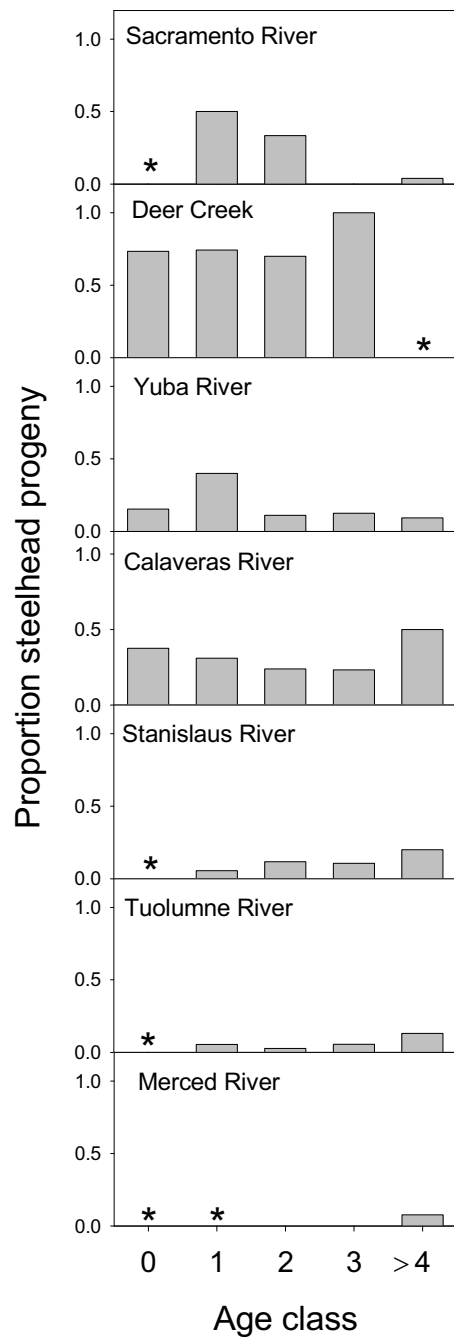 Proportion steelhead progeny
Sacramento River
1.0
0.5
*
0.0
Deer Creek
1.0
0.5
*
0.0
Yuba River
1.0
0.5
0.0
Calaveras River
1.0
0.5
0.0
Stanislaus River
1.0
0.5
*
0.0
Tuolumne River
1.0
0.5
*
0.0
Merced River
1.0
0.5
* *
0.0
0 1 2 3 >4
Age class